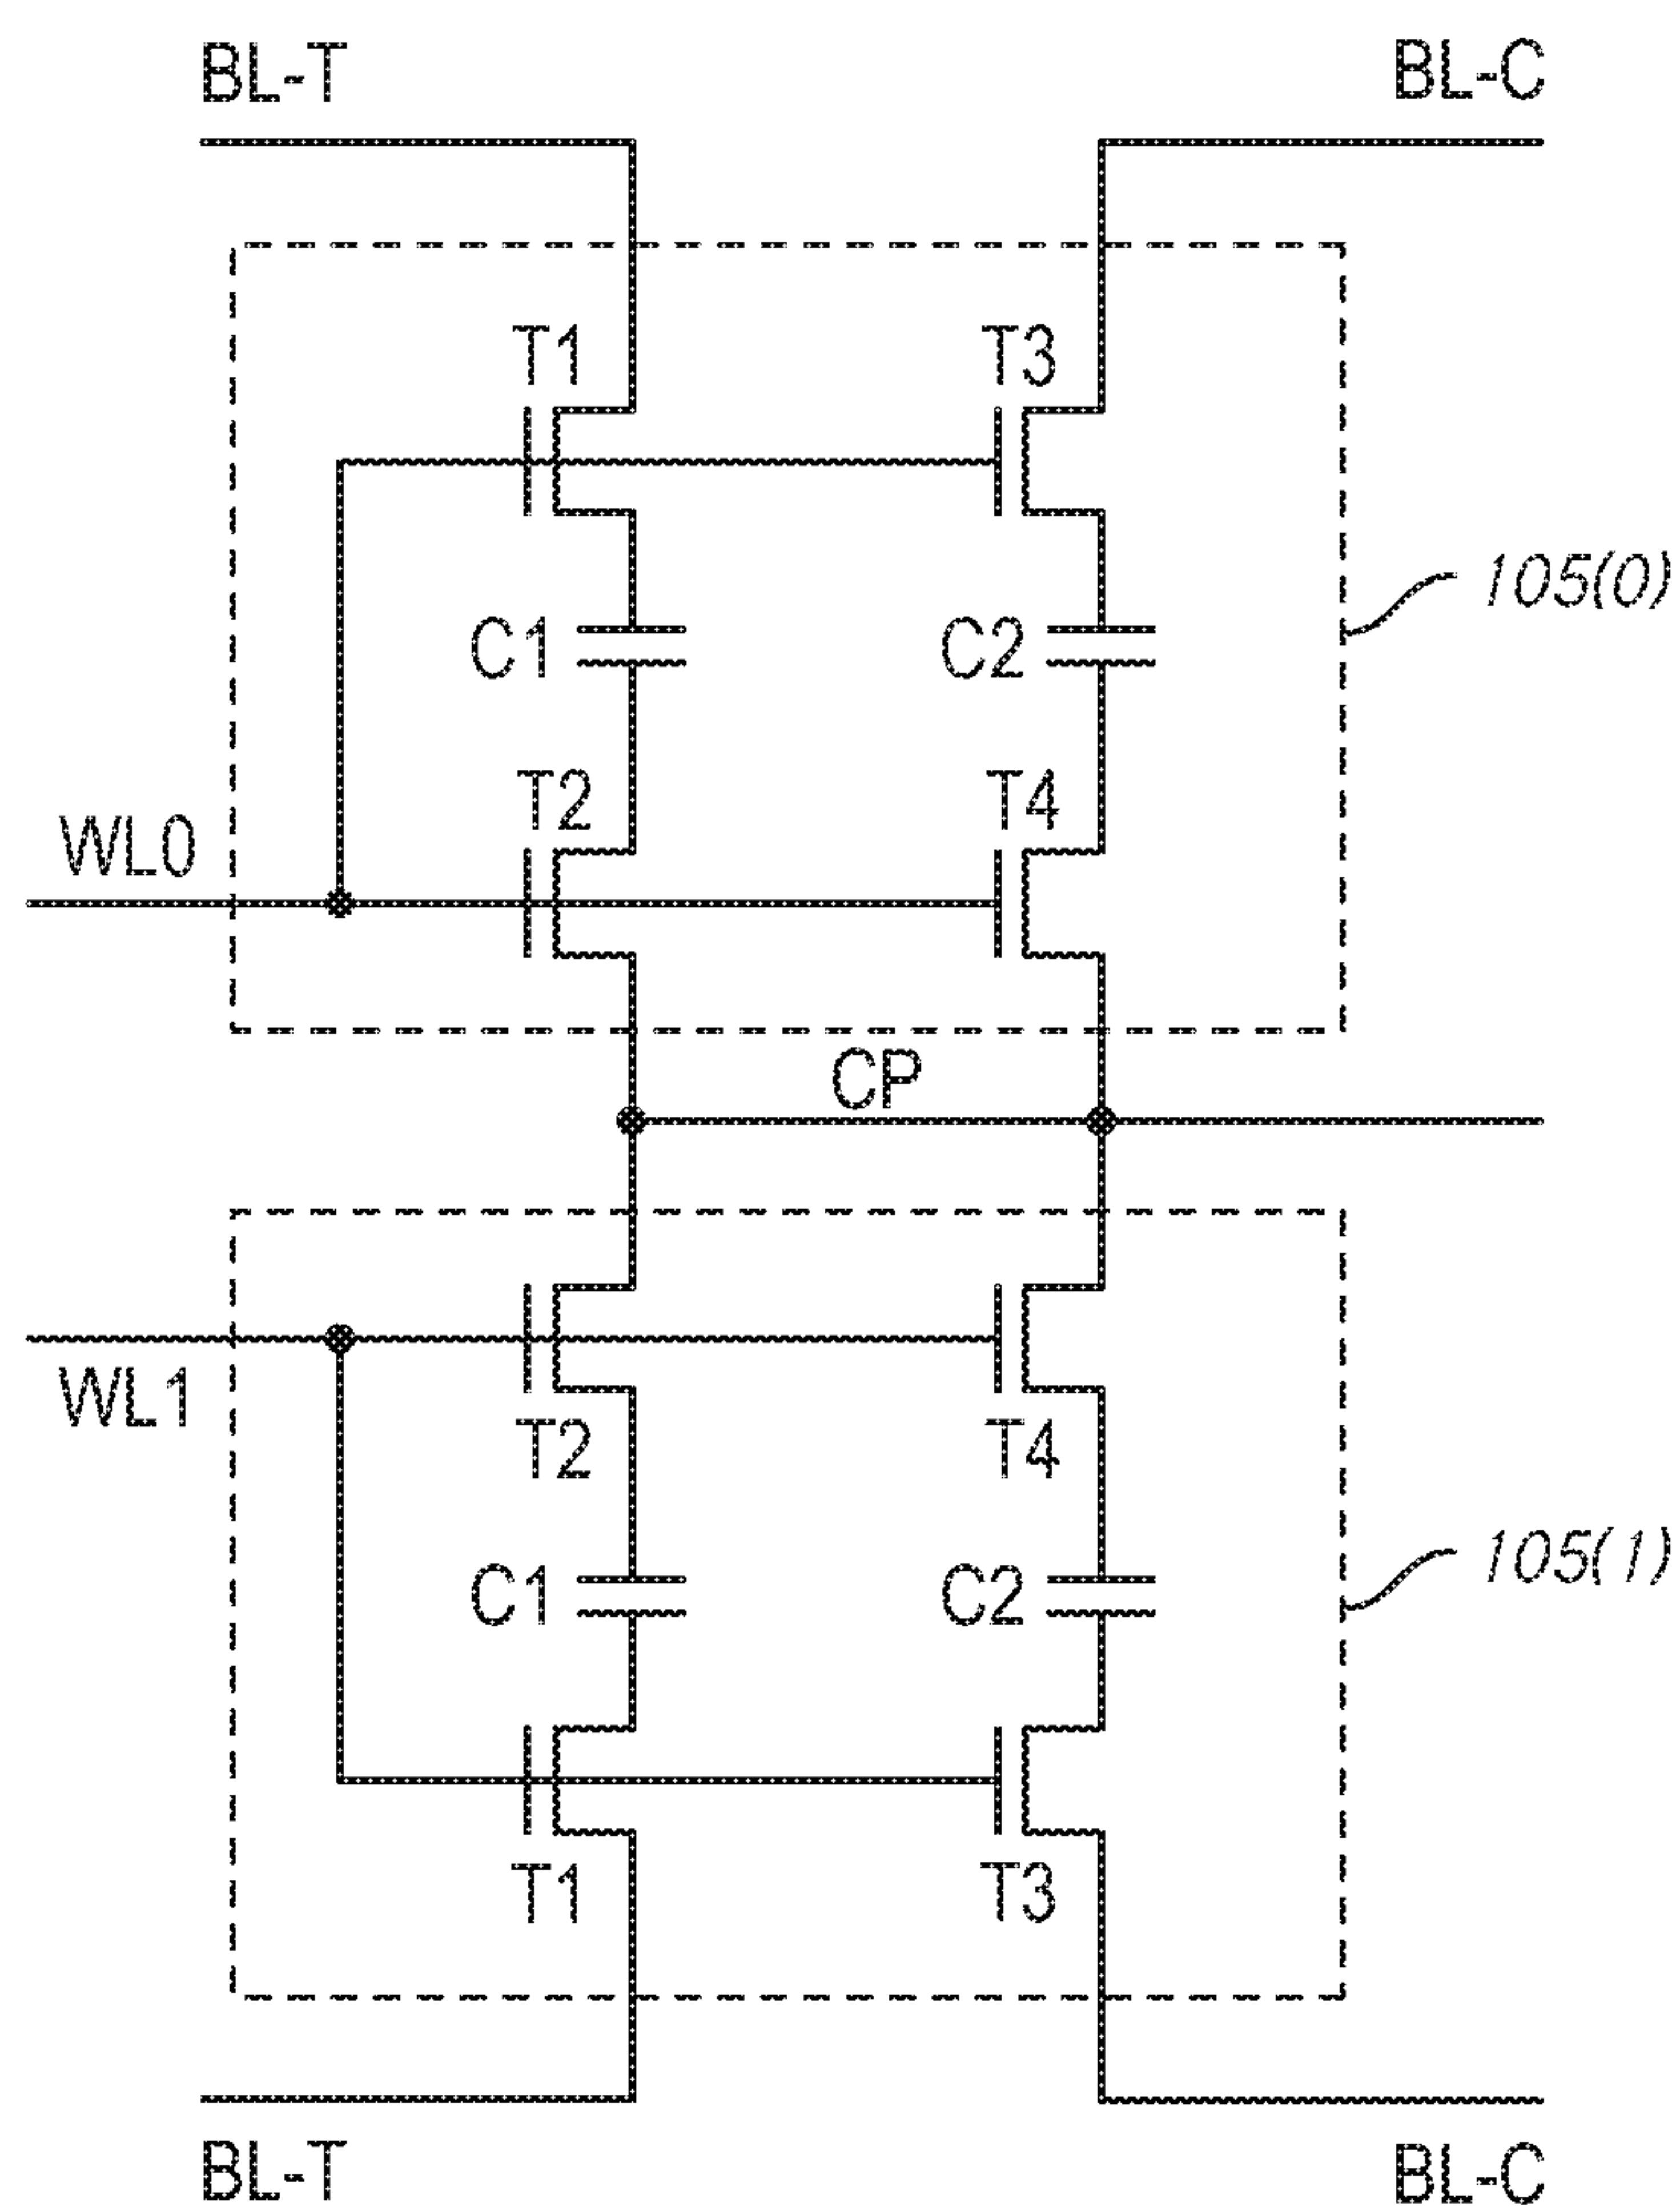 BL-T BL-C
T1 T3
105(0)
C1 C2
T2 T4
WL0
CP
WL1
T2 T4
105(1)
C1 C2
T1 T3
BL-T BL-C